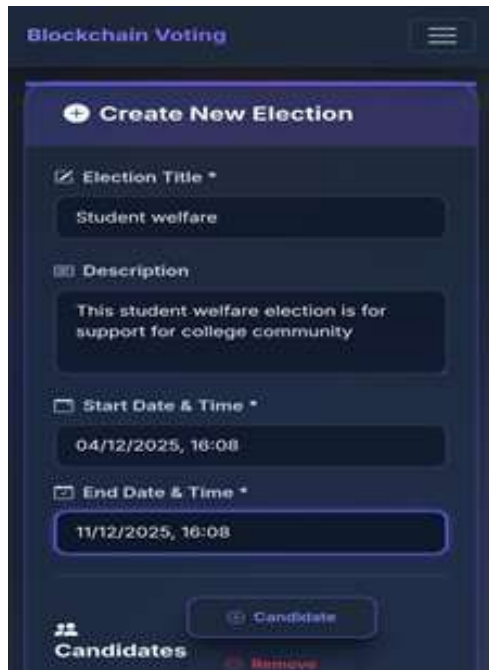 Blockchain Voting
Create New Election
Election Title *
Student welfare
Description
This student welfare election is for
support for college community
Start Date & Time *
04/12/2025, 16:08
End Date & Time *
11/12/2025, 16:08
Candidate
Candidates
Remove